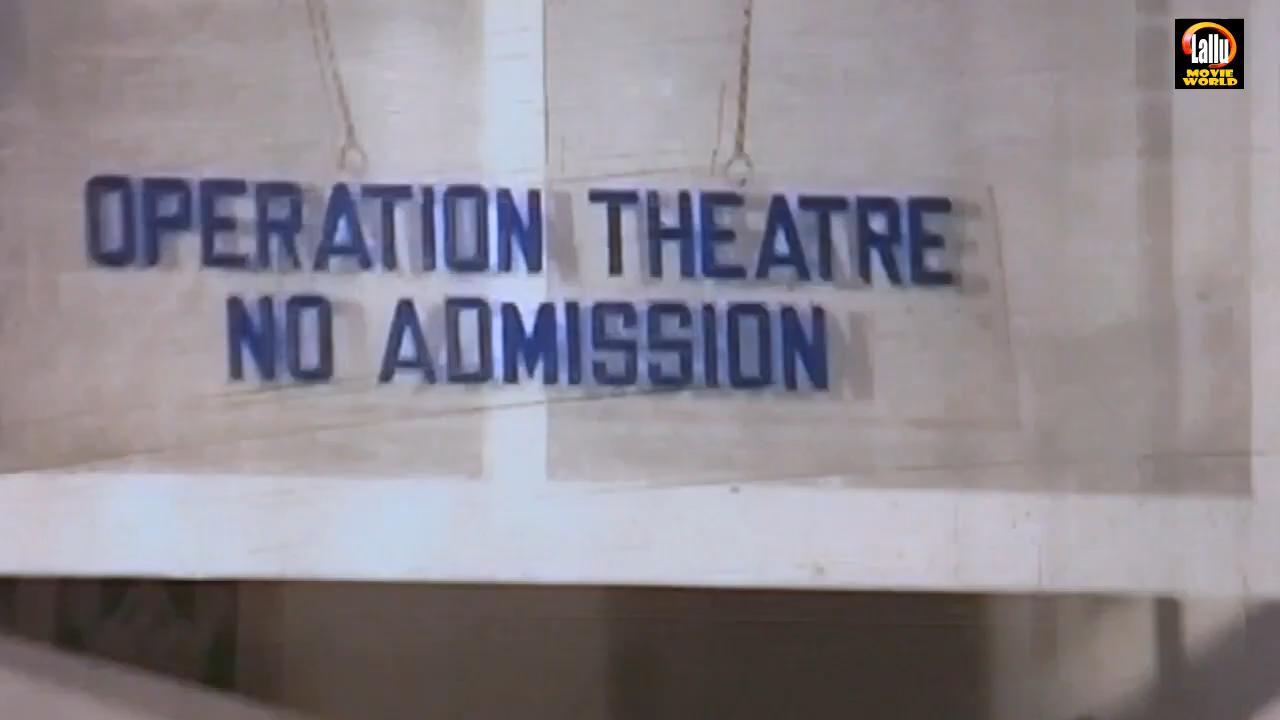 Lallu
MOVIE
WORLD
OPERATION THEATRE
NO ADMISSION